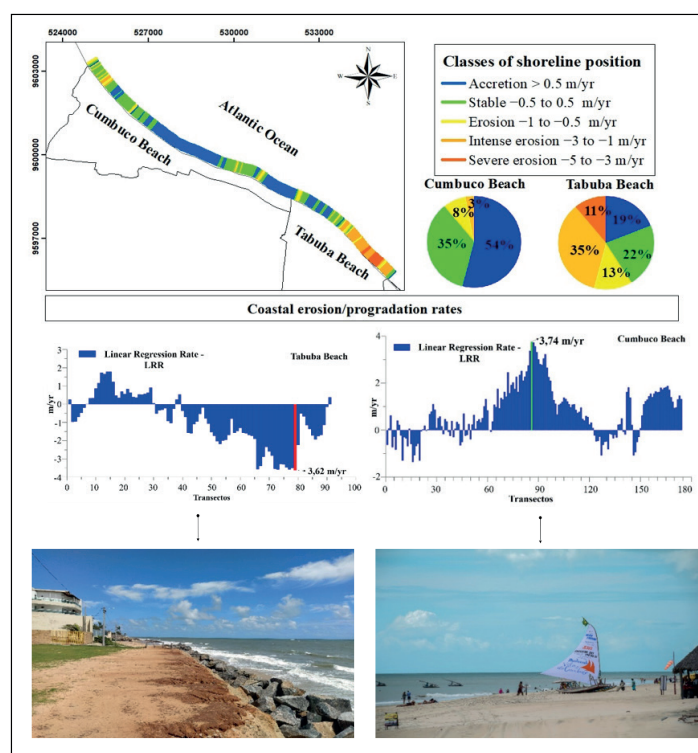 524000 527000 530000 533000
9603000
9600000
9697000
N
W E
S
Atlantic Ocean
Cumbuco Beach
Tabuba Beach
Classes of shoreline position
Accretion > 0.5 m/yr
Stable −0.5 to 0.5 m/yr
Erosion −1 to −0.5 m/yr
Intense erosion −3 to −1 m/yr
Severe erosion −5 to −3 m/yr
Cumbuco Beach
3%
8%
35%
54%
Tabuba Beach
11%
19%
35%
22%
13%
Coastal erosion/progradation rates
Linear Regression Rate -
LRR
Tabuba Beach
m/yr
3
2
1
0
-1
-2
-3
-4
- 3,62 m/yr
0 10 20 30 40 50 60 70 80 90 100
Transectos
Linear Regression Rate -
LRR
3,74 m/yr
Cumbuco Beach
m/yr
4
2
0
-2
0 30 60 90 120 150 180
Transectos